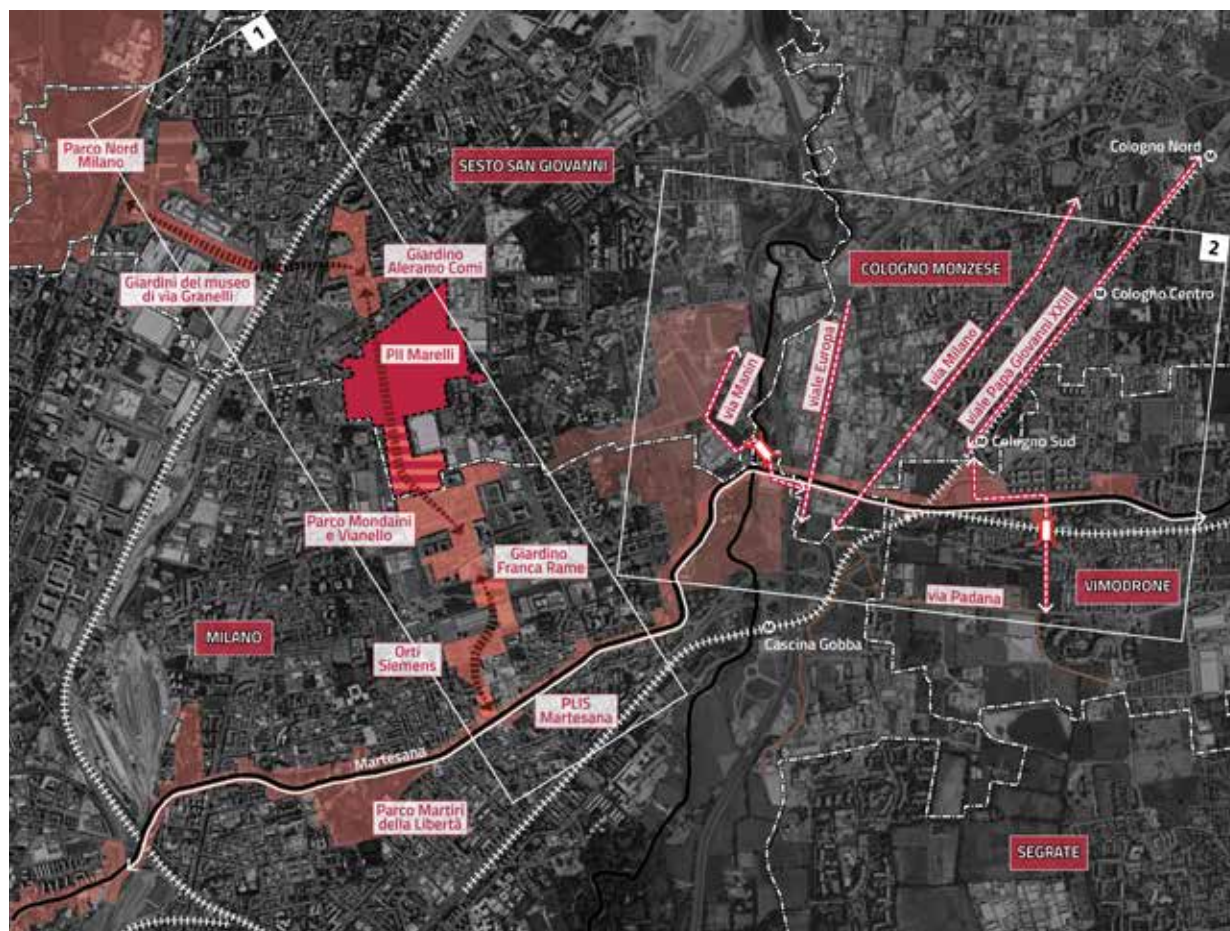 1
Parco Nord
Milano
SESTO SAN GIOVANNI
Cologno Nord
M
2
Giardini del museo
di via Granelli
Giardino
Aleramo Comi
COLOGNO MONZESE
M
Cologno Centro
PII Marelli
via Manin
viale Europa
via Milano
viale Papa Giovanni XXIII
M
Cologno Sud
Parco Mondaini
e Vianello
Giardino
Franca Rame
via Padana
VIMODRONE
MILANO
M
Cascina Gobba
Orti
Siemens
PLIS
Martesana
Martesana
Parco Martiri
della Libertà
SEGRATE